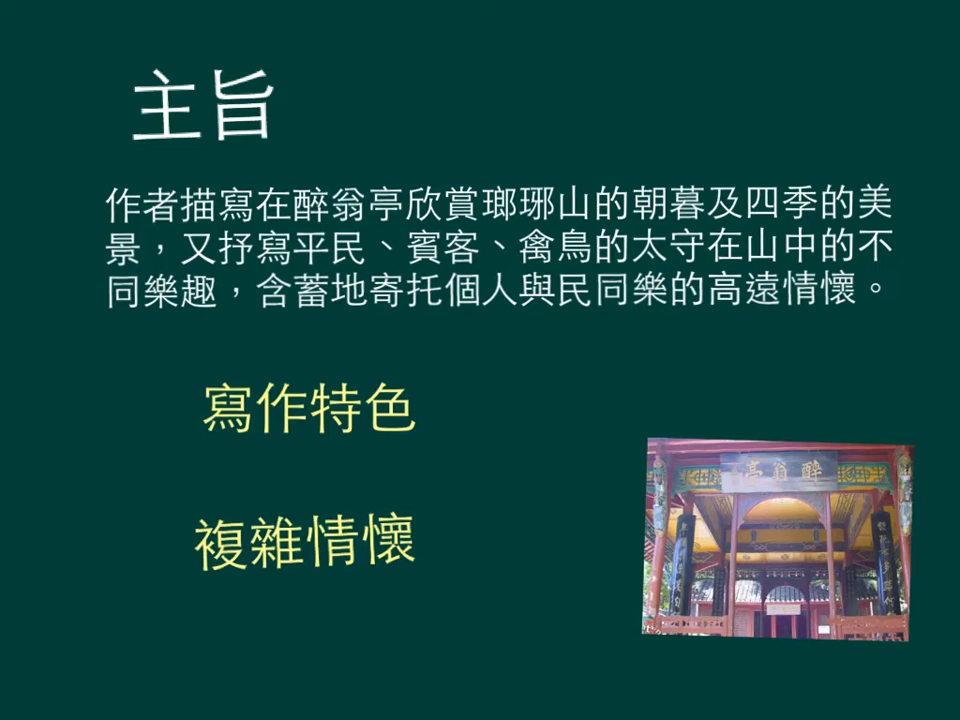 主旨
作者描寫在醉翁亭欣賞瑯琊山的朝暮及四季的美
景，又抒寫平民、賓客、禽鳥的太守在山中的不
同樂趣，含蓄地寄托個人與民同樂的高遠情懷。
寫作特色
複雜情懷
亭翁醉